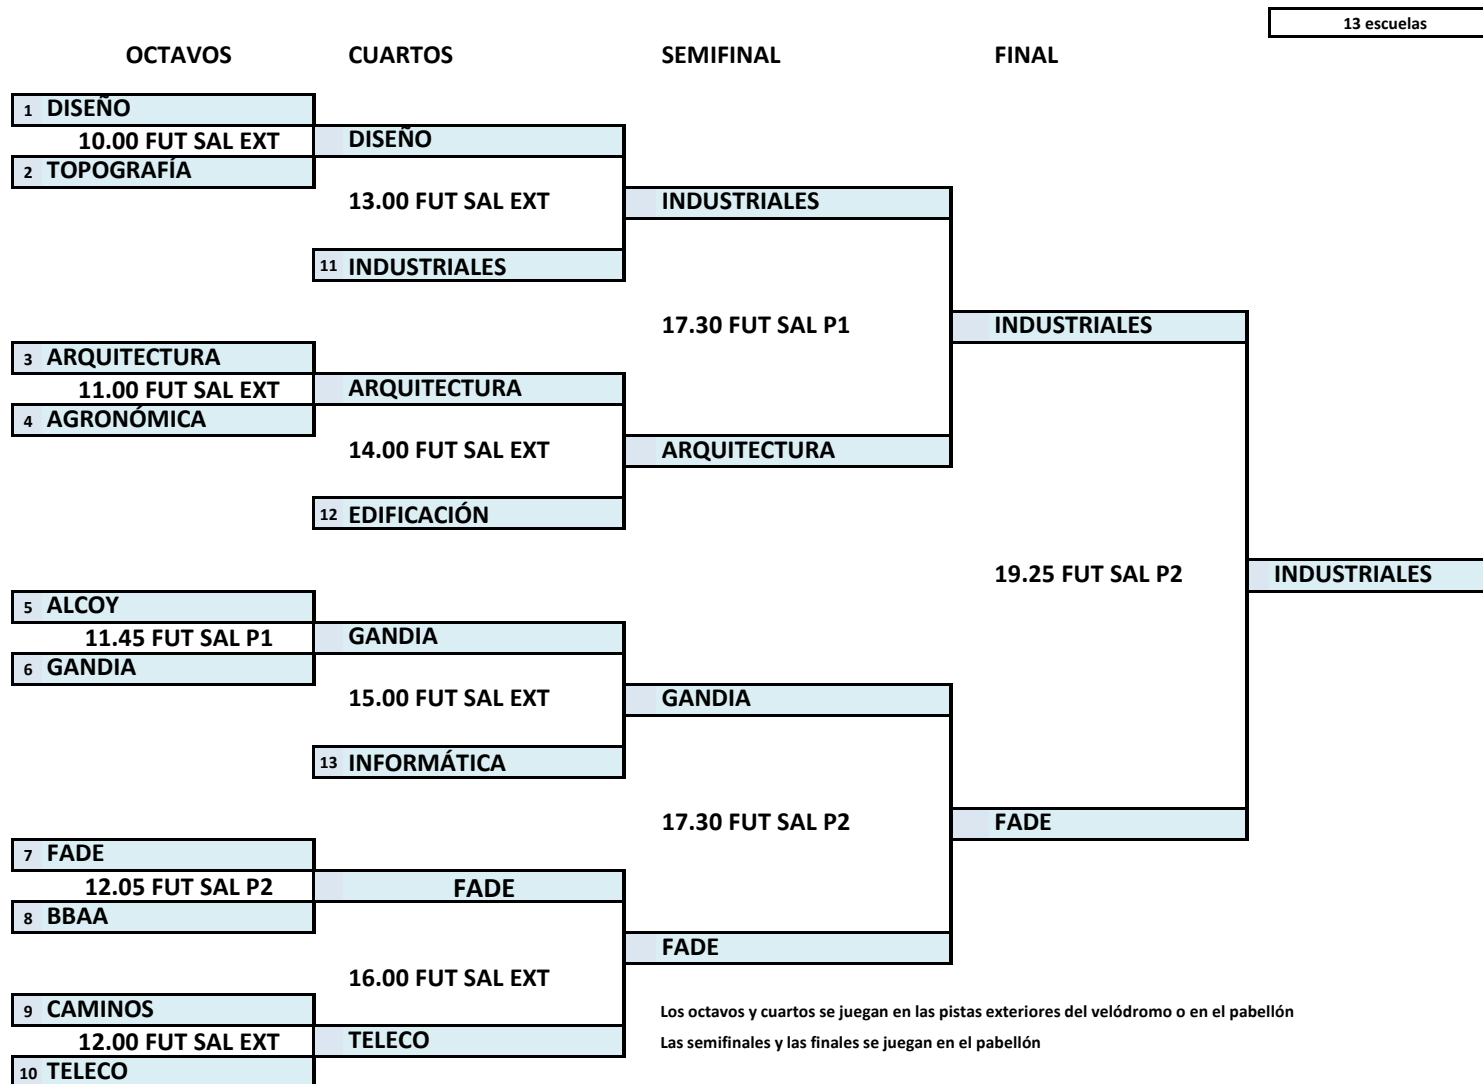 13 escuelas
OCTAVOS CUARTOS SEMIFINAL FINAL
1 DISEÑO
10.00 FUT SAL EXT DISEÑO
2 TOPOGRAFÍA
13.00 FUT SAL EXT INDUSTRIALES
11 INDUSTRIALES
17.30 FUT SAL P1 INDUSTRIALES
3 ARQUITECTURA
11.00 FUT SAL EXT ARQUITECTURA
4 AGRONÓMICA
14.00 FUT SAL EXT ARQUITECTURA
12 EDIFICACIÓN
19.25 FUT SAL P2 INDUSTRIALES
5 ALCOY
11.45 FUT SAL P1 GANDIA
6 GANDIA
15.00 FUT SAL EXT GANDIA
13 INFORMÁTICA
17.30 FUT SAL P2 FADE
7 FADE
12.05 FUT SAL P2 FADE
8 BBAA
FADE
16.00 FUT SAL EXT
9 CAMINOS Los octavos y cuartos se juegan en las pistas exteriores del velódromo o en el pabellón
12.00 FUT SAL EXT TELECO Las semifinales y las finales se juegan en el pabellón
10 TELECO